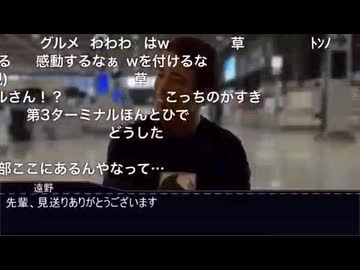 グルメ　わわわ　はw　草　ﾄﾝﾉ
る　感動するなぁ wを付けるな
り　草
ルさん！？　こっちのがすき
第3ターミナルほんとひで
どうした
部ここにあるんやなって…
遠野
先輩、見送りありがとうございます